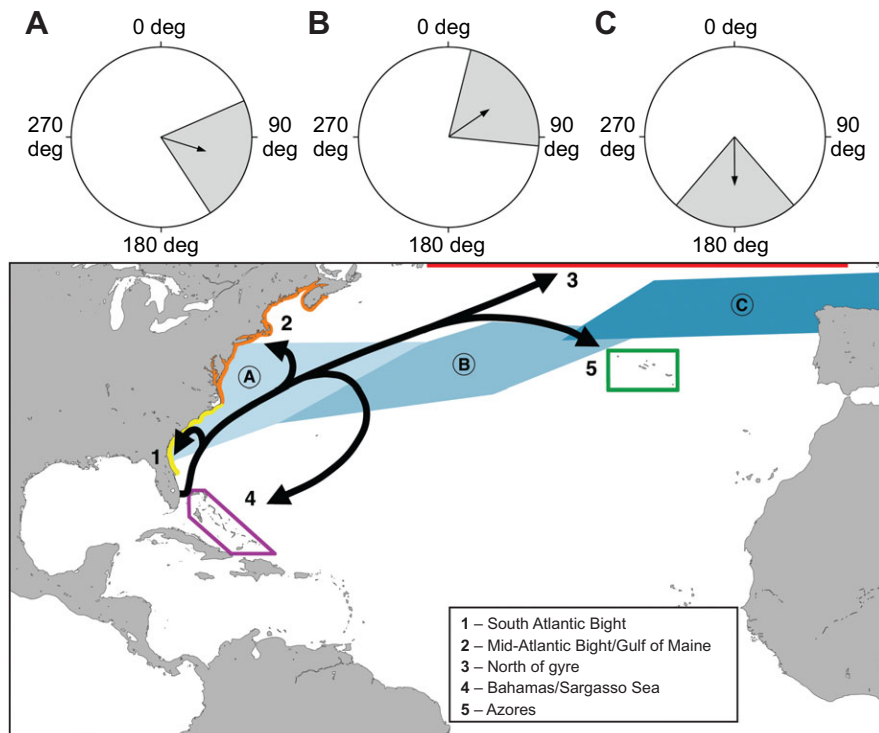 A
0 deg
270
deg
90
deg
180 deg
B
0 deg
270
deg
90
deg
180 deg
C
0 deg
270
deg
90
deg
180 deg
3
C
2
B
A
5
1
4
1 – South Atlantic Bight
2 – Mid-Atlantic Bight/Gulf of Maine
3 – North of gyre
4 – Bahamas/Sargasso Sea
5 – Azores